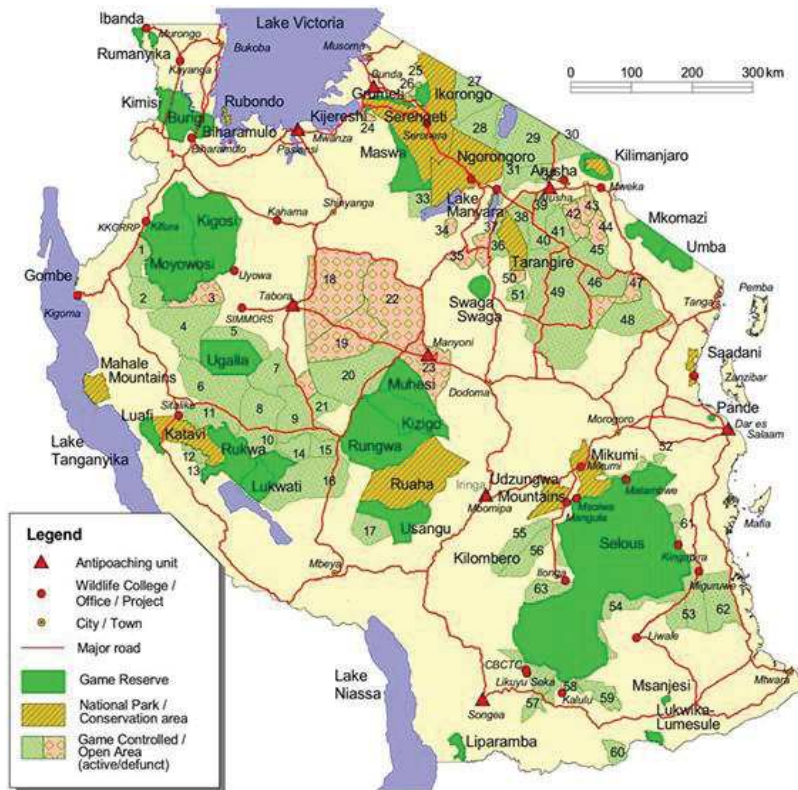 Ibanda
Lake Victoria
Murongo
Rumanyika
Bukoba
Musoma
Kayanga
Bunda
25
26
27
Grumeti
Ikorongo
0 100 200 300 km
Kimisi
Burigi
Rubondo
Kijereshi
Serengeti
24
28
29
30
Biharamulo
Biharamulo
Pasiansi
Mwanza
Seronera
Maswa
Ngorongoro
31
Arusha
Arusha
Kilimanjaro
Mweka
Lake
Manyara
33
34
35
36
37
38
39
40
41
42
43
44
45
Kahama
Shinyanga
Mkomazi
Umba
KKGRRP
Kifura
Kigosi
Moyowosi
1
2
3
Uyowa
Gombe
Kigoma
Tarangire
46
47
48
49
50
51
Swaga
Swaga
Tanga
Pemba
SIMMORS
Tabora
18
22
19
Manyoni
23
4
5
Ugalla
6
7
20
Muhesi
Dodoma
Saadani
Zanzibar
Mahale
Mountains
Sitalike
11
8
9
21
Kizigo
Morogoro
Pande
Dar es
Salaam
Luafi
Katavi
12
13
Rukwa
10
14
15
Rungwa
Lake
Tanganyika
Lukwati
16
Ruaha
Iringa
Udzungwa
Mountains
Mikumi
Mikumi
52
Matambwe
Mbomipa
Msolwa
Mangula
Mafia
17
Usangu
Kilombero
55
56
Selous
61
Kingupira
Mbeya
Ilonga
63
Miguruwe
54
53
62
Liwale
Lake
Niassa
CBCTC
Likuyu Seka
58
Kalulu
59
57
Songea
Msanjesi
Mtwara
Lukwika-
Lumesule
Liparamba
60
Legend
Antipoaching unit
Wildlife College /
Office / Project
City / Town
Major road
Game Reserve
National Park /
Conservation area
Game Controlled /
Open Area
(active/defunct)